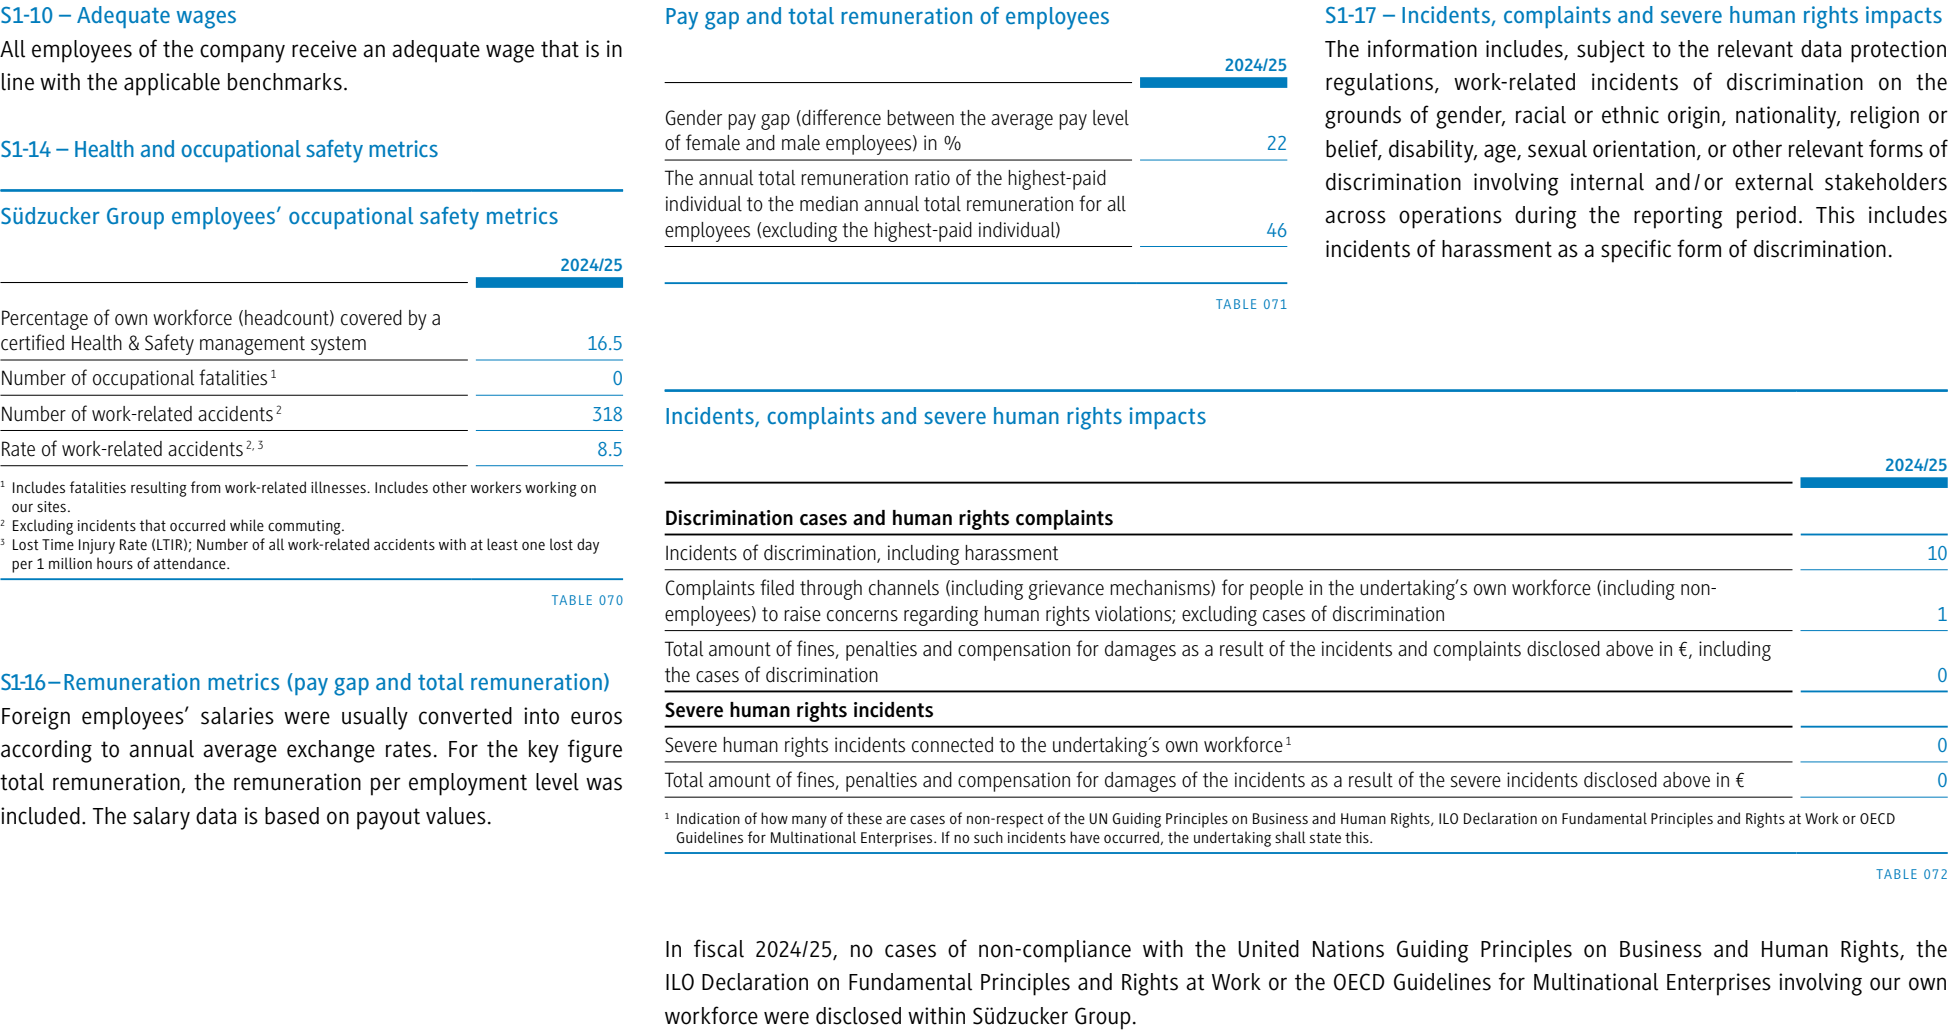 S1-10 – Adequate wages
All employees of the company receive an adequate wage that is in
line with the applicable benchmarks.
S1-14 – Health and occupational safety metrics
Südzucker Group employees’ occupational safety metrics
2024/25
Percentage of own workforce (headcount) covered by a
certified Health & Safety management system 16.5
Number of occupational fatalities 1 0
Number of work-related accidents 2 318
Rate of work-related accidents 2, 3 8.5
1 Includes fatalities resulting from work-related illnesses. Includes other workers working on
our sites.
2 Excluding incidents that occurred while commuting.
3 Lost Time Injury Rate (LTIR); Number of all work-related accidents with at least one lost day
per 1 million hours of attendance.
TABLE 070
S1-16 – Remuneration metrics (pay gap and total remuneration)
Foreign employees’ salaries were usually converted into euros
according to annual average exchange rates. For the key figure
total remuneration, the remuneration per employment level was
included. The salary data is based on payout values.
Pay gap and total remuneration of employees
2024/25
Gender pay gap (difference between the average pay level
of female and male employees) in % 22
The annual total remuneration ratio of the highest-paid
individual to the median annual total remuneration for all
employees (excluding the highest-paid individual) 46
TABLE 071
S1-17 – Incidents, complaints and severe human rights impacts
The information includes, subject to the relevant data protection
regulations, work-related incidents of discrimination on the
grounds of gender, racial or ethnic origin, nationality, religion or
belief, disability, age, sexual orientation, or other relevant forms of
discrimination involving internal and / or external stakeholders
across operations during the reporting period. This includes
incidents of harassment as a specific form of discrimination.
Incidents, complaints and severe human rights impacts
2024/25
Discrimination cases and human rights complaints
Incidents of discrimination, including harassment 10
Complaints filed through channels (including grievance mechanisms) for people in the undertaking’s own workforce (including non-
employees) to raise concerns regarding human rights violations; excluding cases of discrimination 1
Total amount of fines, penalties and compensation for damages as a result of the incidents and complaints disclosed above in €, including
the cases of discrimination 0
Severe human rights incidents
Severe human rights incidents connected to the undertaking´s own workforce 1 0
Total amount of fines, penalties and compensation for damages of the incidents as a result of the severe incidents disclosed above in € 0
1 Indication of how many of these are cases of non-respect of the UN Guiding Principles on Business and Human Rights, ILO Declaration on Fundamental Principles and Rights at Work or OECD
Guidelines for Multinational Enterprises. If no such incidents have occurred, the undertaking shall state this.
TABLE 072
In fiscal 2024/25, no cases of non-compliance with the United Nations Guiding Principles on Business and Human Rights, the
ILO Declaration on Fundamental Principles and Rights at Work or the OECD Guidelines for Multinational Enterprises involving our own
workforce were disclosed within Südzucker Group.